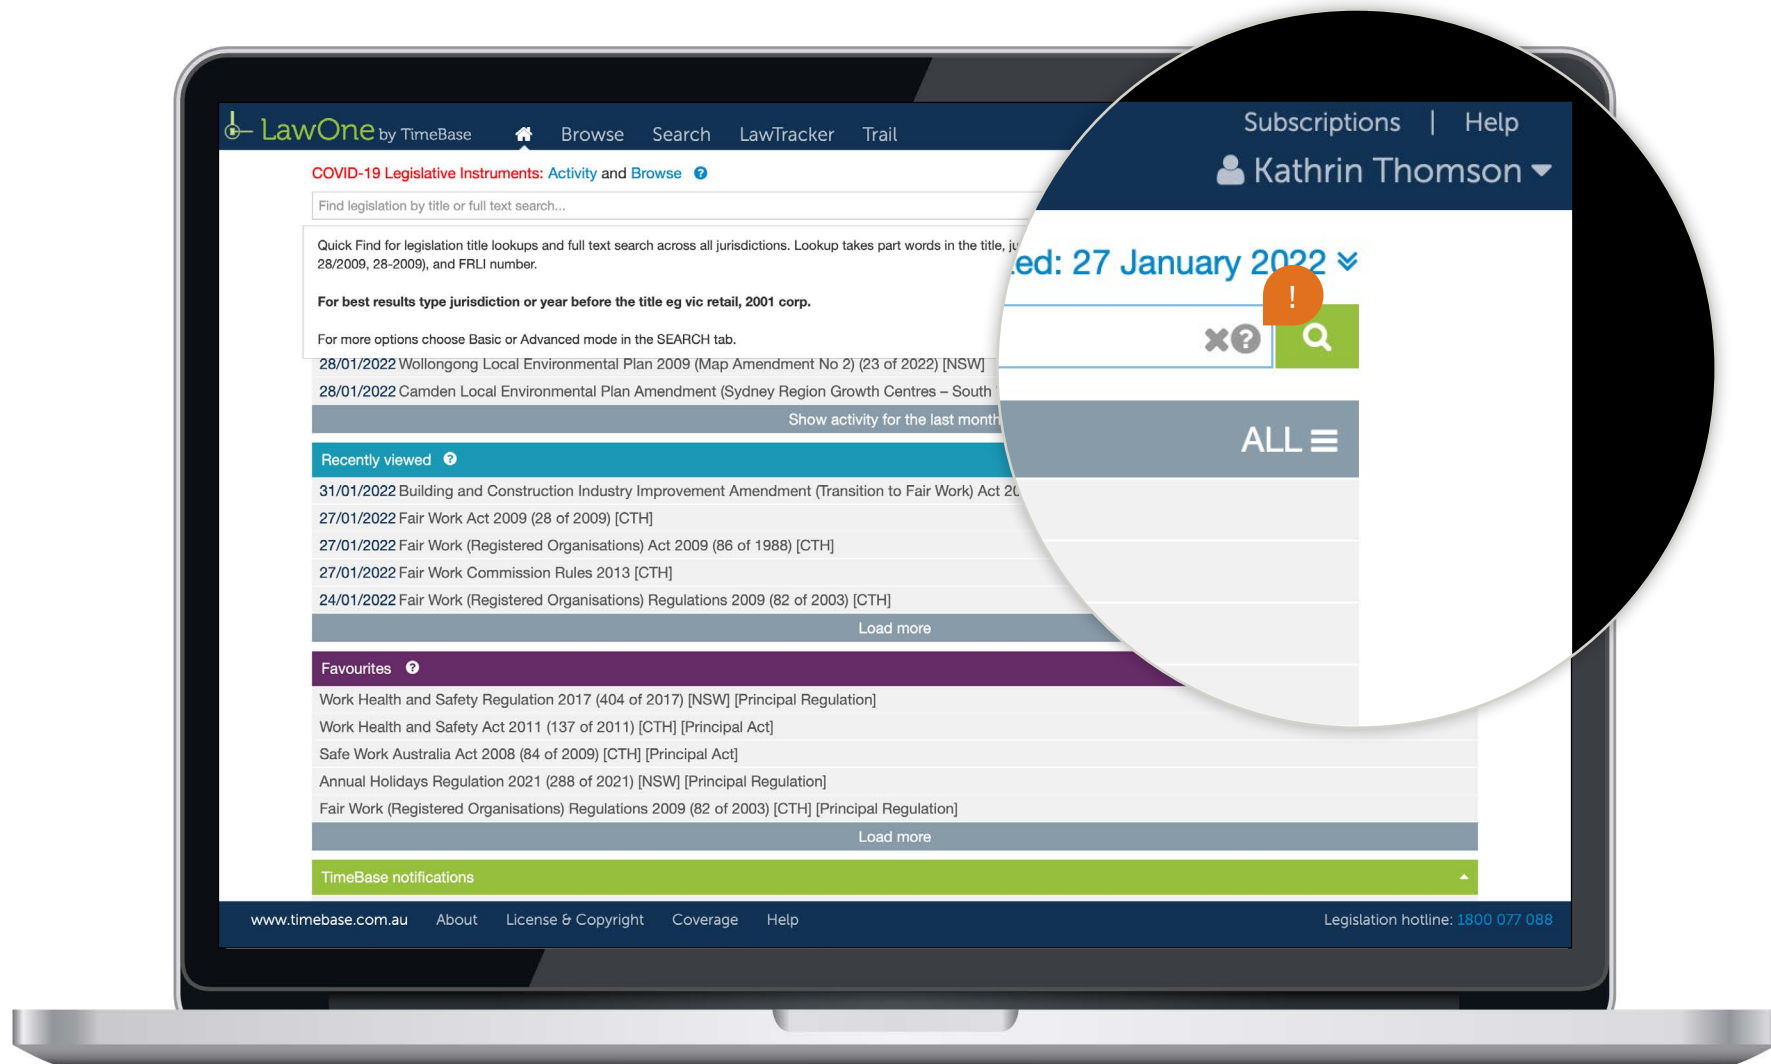 LawOne by TimeBase
Browse Search LawTracker Trail
Subscriptions | Help
Kathrin Thomson
COVID-19 Legislative Instruments: Activity and Browse ?
Find legislation by title or full text search...
ed: 27 January 2022
!
?
Quick Find for legislation title lookups and full text search across all jurisdictions. Lookup takes part words in the title,
28/2009, 28-2009), and FRLI number.
For best results type jurisdiction or year before the title eg vic retail, 2001 corp.
For more options choose Basic or Advanced mode in the SEARCH tab.
28/01/2022 Wollongong Local Environmental Plan 2009 (Map Amendment No 2) (23 of 2022) [NSW]
28/01/2022 Camden Local Environmental Plan Amendment (Sydney Region Growth Centres – South
Show activity for the last month
ALL
Recently viewed ?
31/01/2022 Building and Construction Industry Improvement Amendment (Transition to Fair Work) Act
27/01/2022 Fair Work Act 2009 (28 of 2009) [CTH]
27/01/2022 Fair Work (Registered Organisations) Act 2009 (86 of 1988) [CTH]
27/01/2022 Fair Work Commission Rules 2013 [CTH]
24/01/2022 Fair Work (Registered Organisations) Regulations 2009 (82 of 2003) [CTH]
Load more
Favourites ?
Work Health and Safety Regulation 2017 (404 of 2017) [NSW] [Principal Regulation]
Work Health and Safety Act 2011 (137 of 2011) [CTH] [Principal Act]
Safe Work Australia Act 2008 (84 of 2009) [CTH] [Principal Act]
Annual Holidays Regulation 2021 (288 of 2021) [NSW] [Principal Regulation]
Fair Work (Registered Organisations) Regulations 2009 (82 of 2003) [CTH] [Principal Regulation]
Load more
TimeBase notifications
www.timebase.com.au About License & Copyright Coverage Help
Legislation hotline: 1800 077 088